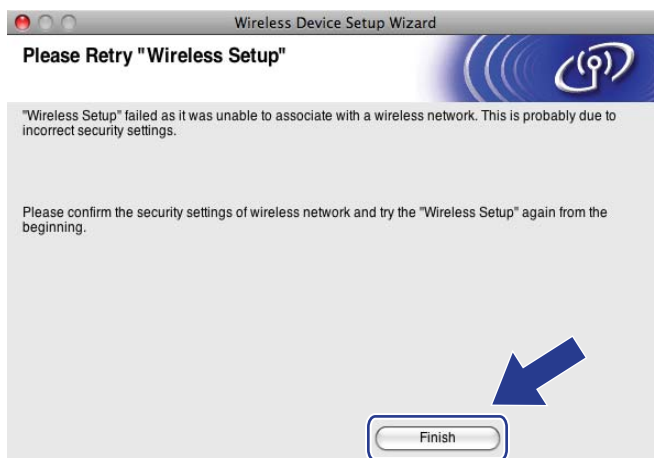 Wireless Device Setup Wizard
Please Retry "Wireless Setup"
"Wireless Setup" failed as it was unable to associate with a wireless network. This is probably due to
incorrect security settings.
Please confirm the security settings of wireless network and try the "Wireless Setup" again from the
beginning.
Finish